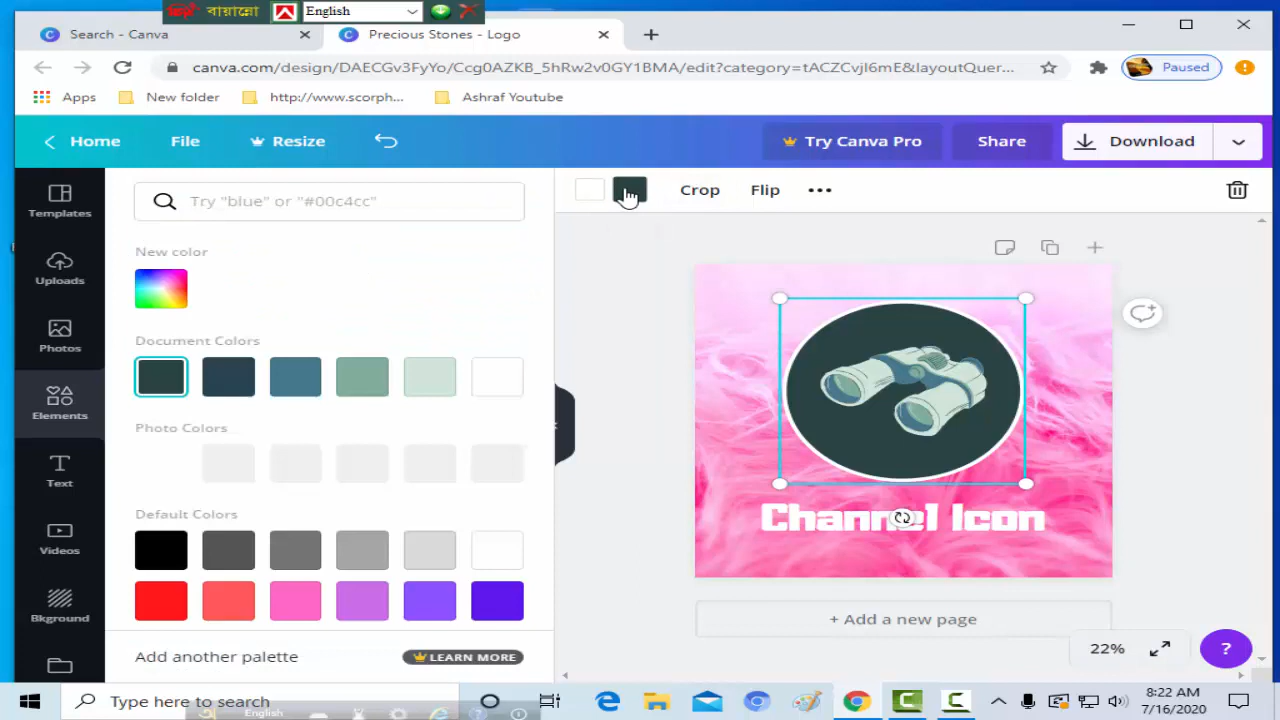 বায়ান্নো English
Search - Canva
Precious Stones - Logo
canva.com/design/DAECGv3FyYo/Ccg0AZKB_5hRw2v0GY1BMA/edit?category=tACZCvjl6mE&layoutQuer...
Paused
Apps New folder http://www.scorph... Ashraf Youtube
Home File Resize Try Canva Pro Share Download
Templates
Uploads
Photos
Elements
Text
Videos
Bkground
Try "blue" or "#00c4cc"
New color
Document Colors
Photo Colors
Default Colors
Add another palette LEARN MORE
Crop Flip
Channel Icon
+ Add a new page
22% ?
Type here to search
English
8:22 AM
7/16/2020